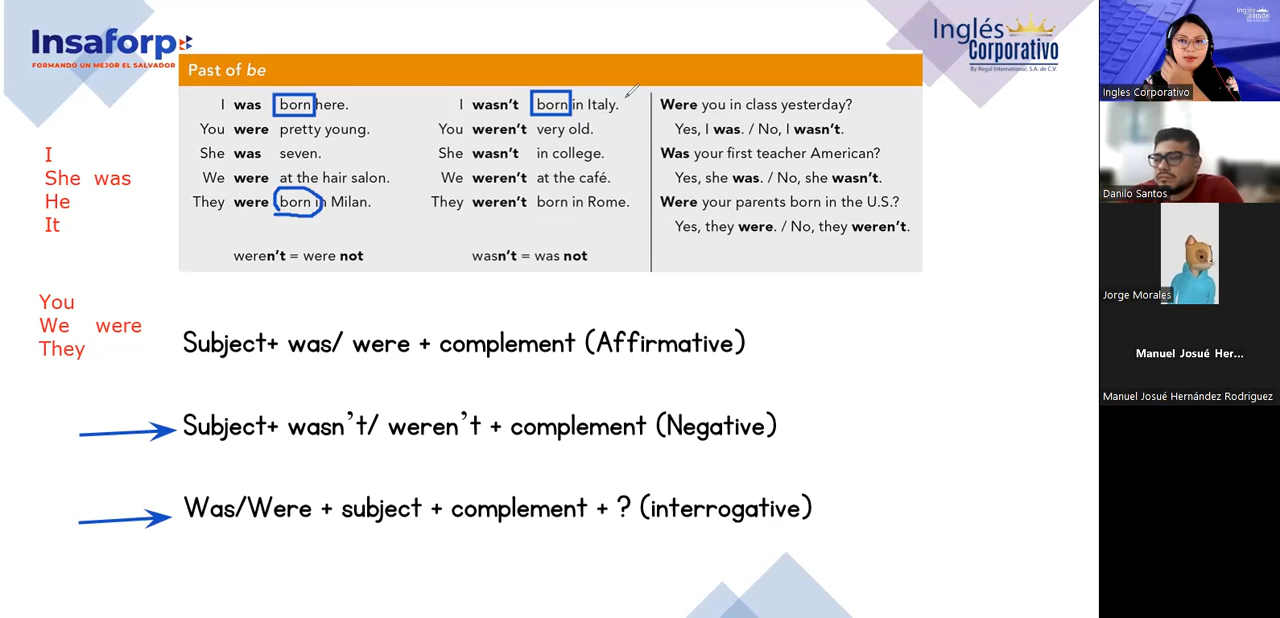 Insaforp
FORMANDO UN MEJOR EL SALVADOR
Inglés
Corporativo
By Regal International, S.A. de C.V.
Past of be
I was born here.
You were pretty young.
She was seven.
We were at the hair salon.
They were born in Milan.
weren't = were not
I wasn't born in Italy.
You weren't very old.
She wasn't in college.
We weren't at the café.
They weren't born in Rome.
wasn't = was not
Were you in class yesterday?
Yes, I was. / No, I wasn't.
Was your first teacher American?
Yes, she was. / No, she wasn't.
Were your parents born in the U.S.?
Yes, they were. / No, they weren't.
I
She was
He
It
You
We were
They
Subject+ was/ were + complement (Affirmative)
Subject+ wasn't/ weren't + complement (Negative)
Was/Were + subject + complement + ? (interrogative)
Ingles Corporativo
Danilo Santos
Jorge Morales
Manuel Josué Her...
Manuel Josué Hernández Rodriguez